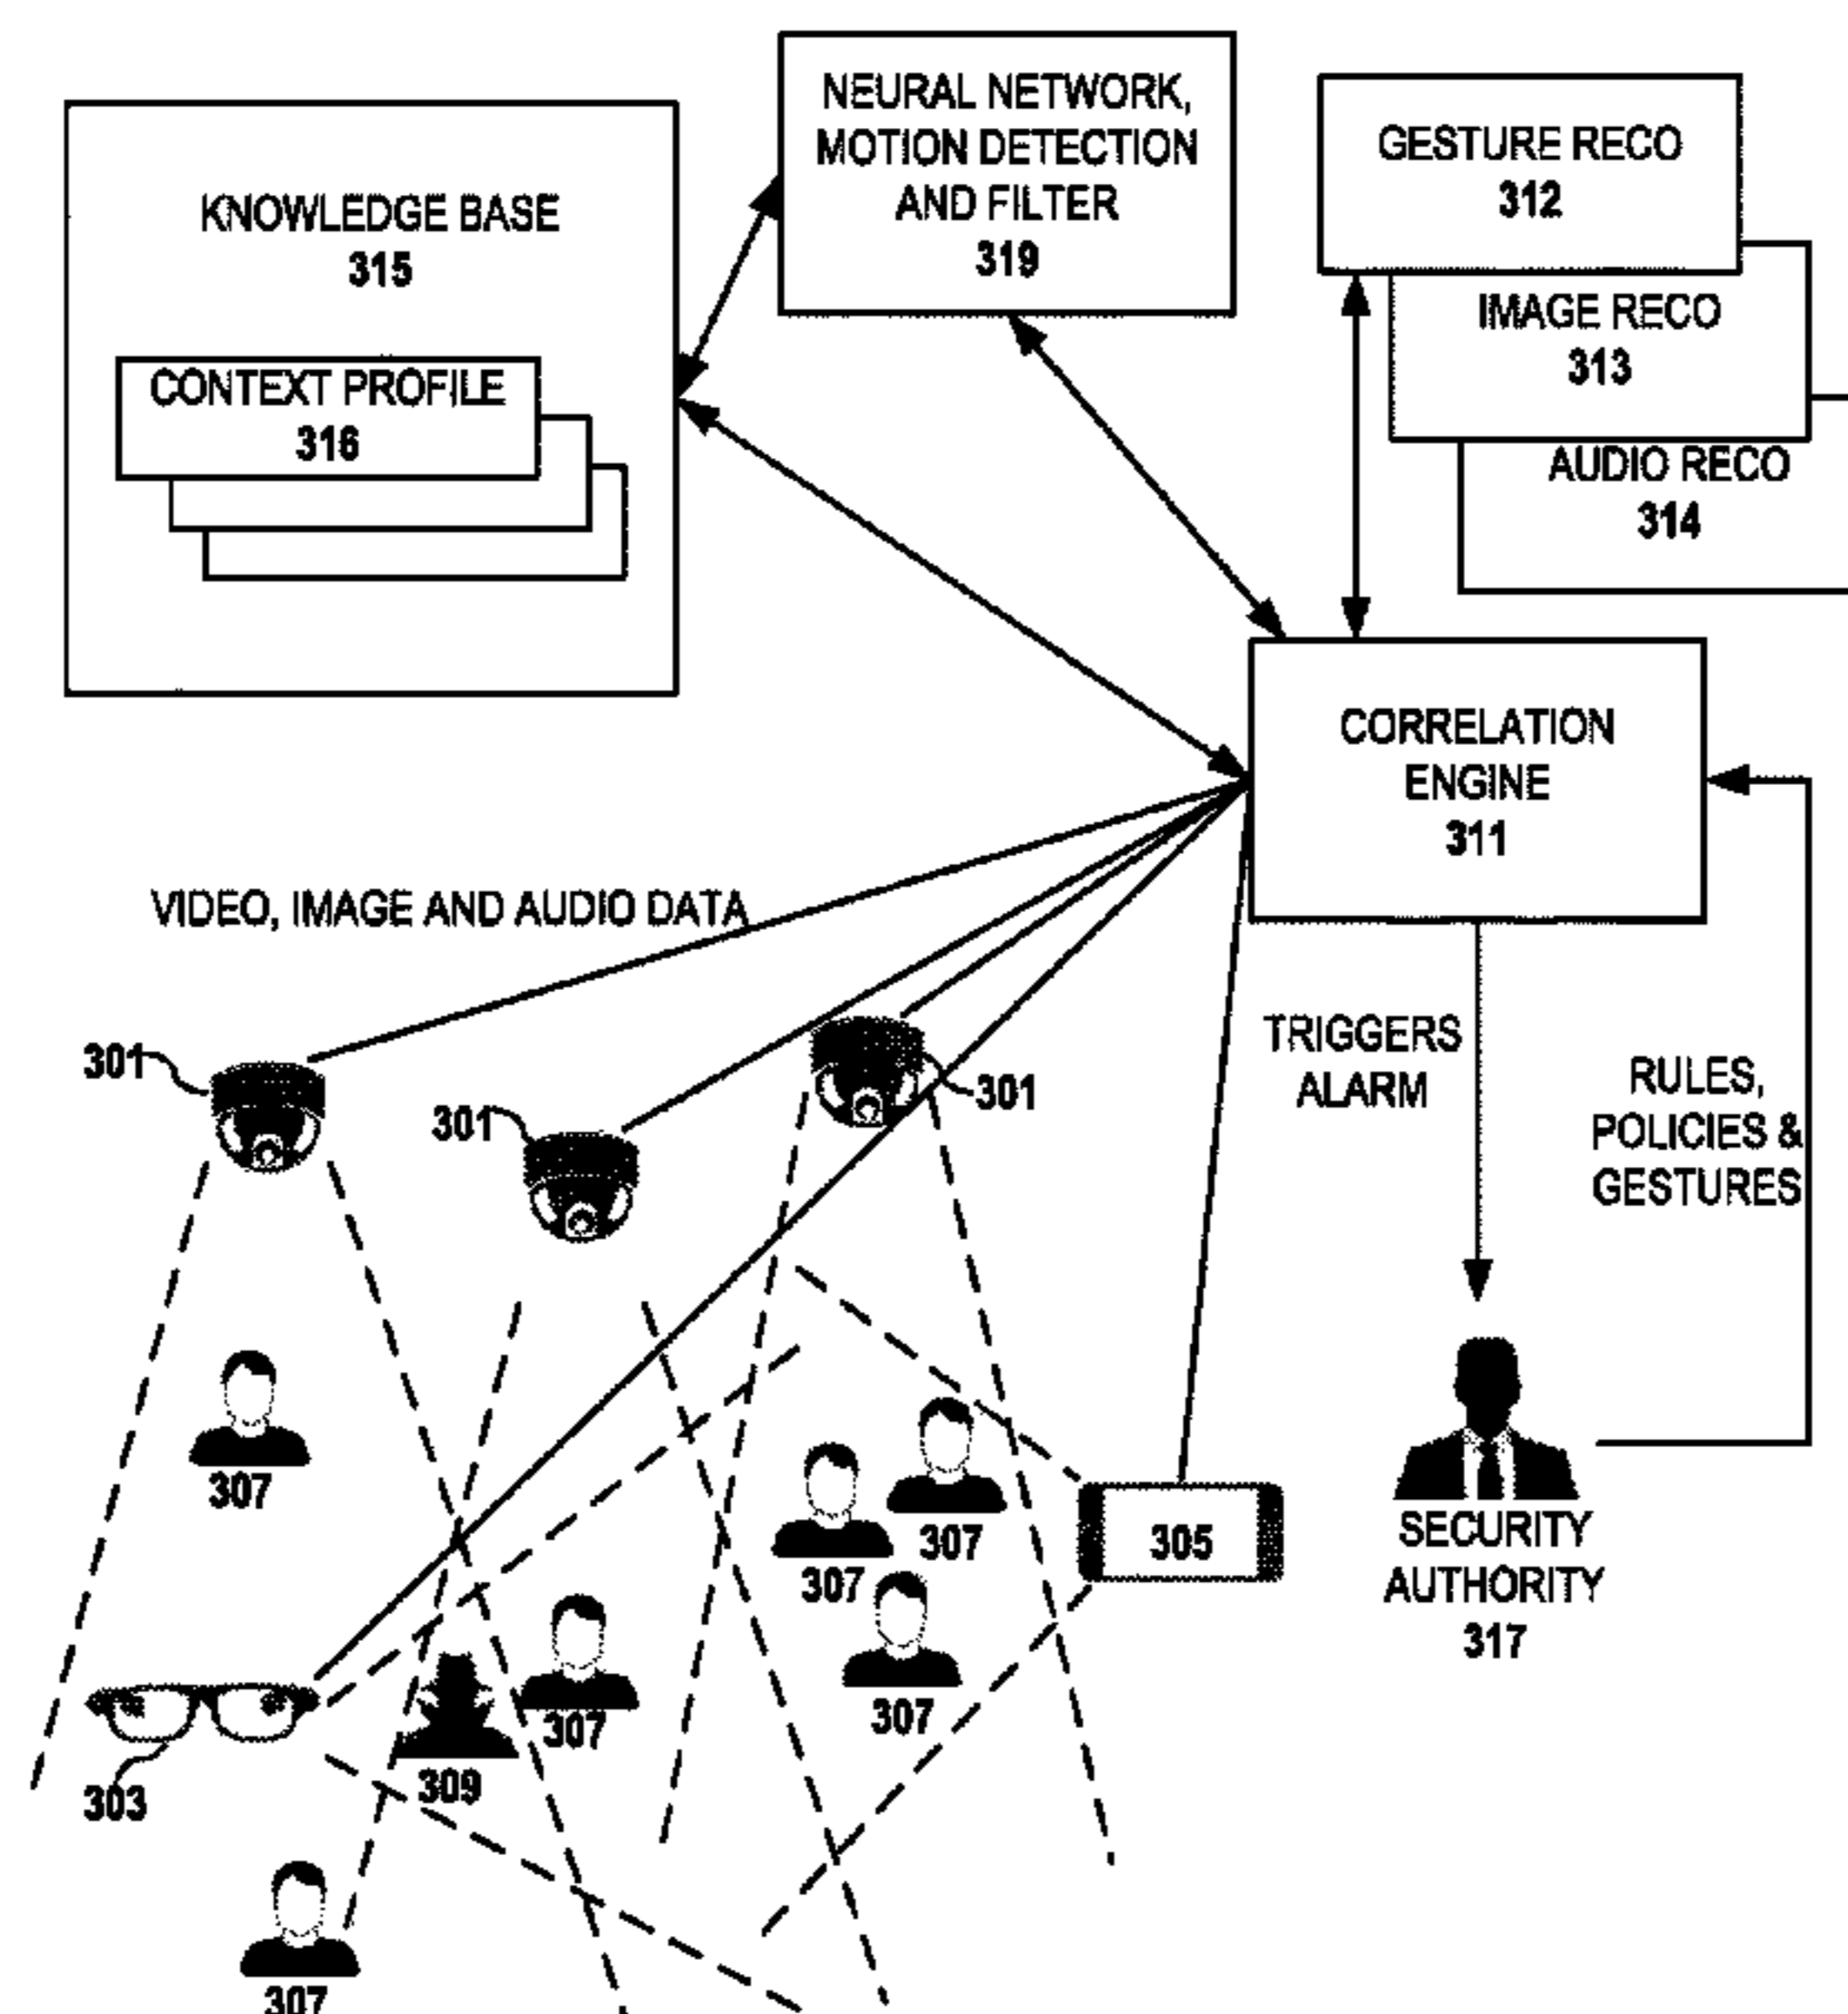 NEURAL NETWORK,
MOTION DETECTION
AND FILTER
319
GESTURE RECO
312
KNOWLEDGE BASE
315
IMAGE RECO
313
CONTEXT PROFILE
316
AUDIO RECO
314
CORRELATION
ENGINE
311
VIDEO, IMAGE AND AUDIO DATA
TRIGGERS
ALARM
RULES,
POLICIES &
GESTURES
301
301
301
307
307
307
305
SECURITY
AUTHORITY
317
307
307
303
309
307